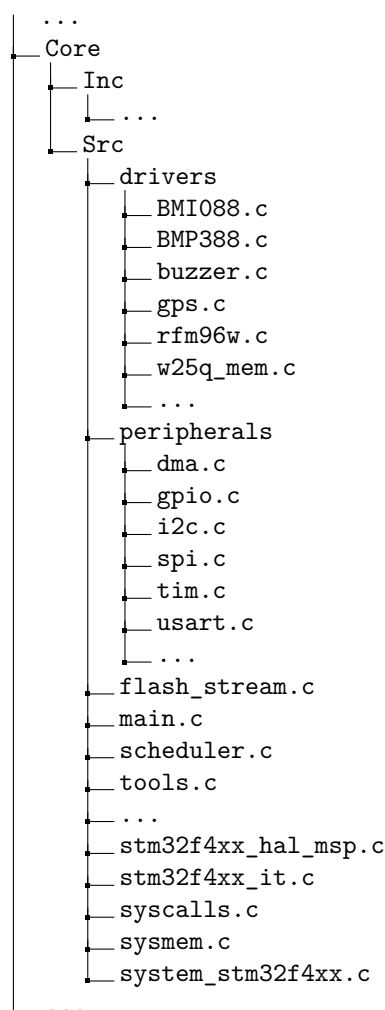 ...
Core
Inc
...
Src
drivers
BMI088.c
BMP388.c
buzzer.c
gps.c
rfm96w.c
w25q_mem.c
...
peripherals
dma.c
gpio.c
i2c.c
spi.c
tim.c
usart.c
...
flash_stream.c
main.c
scheduler.c
tools.c
...
stm32f4xx_hal_msp.c
stm32f4xx_it.c
syscalls.c
sysmem.c
system_stm32f4xx.c
...